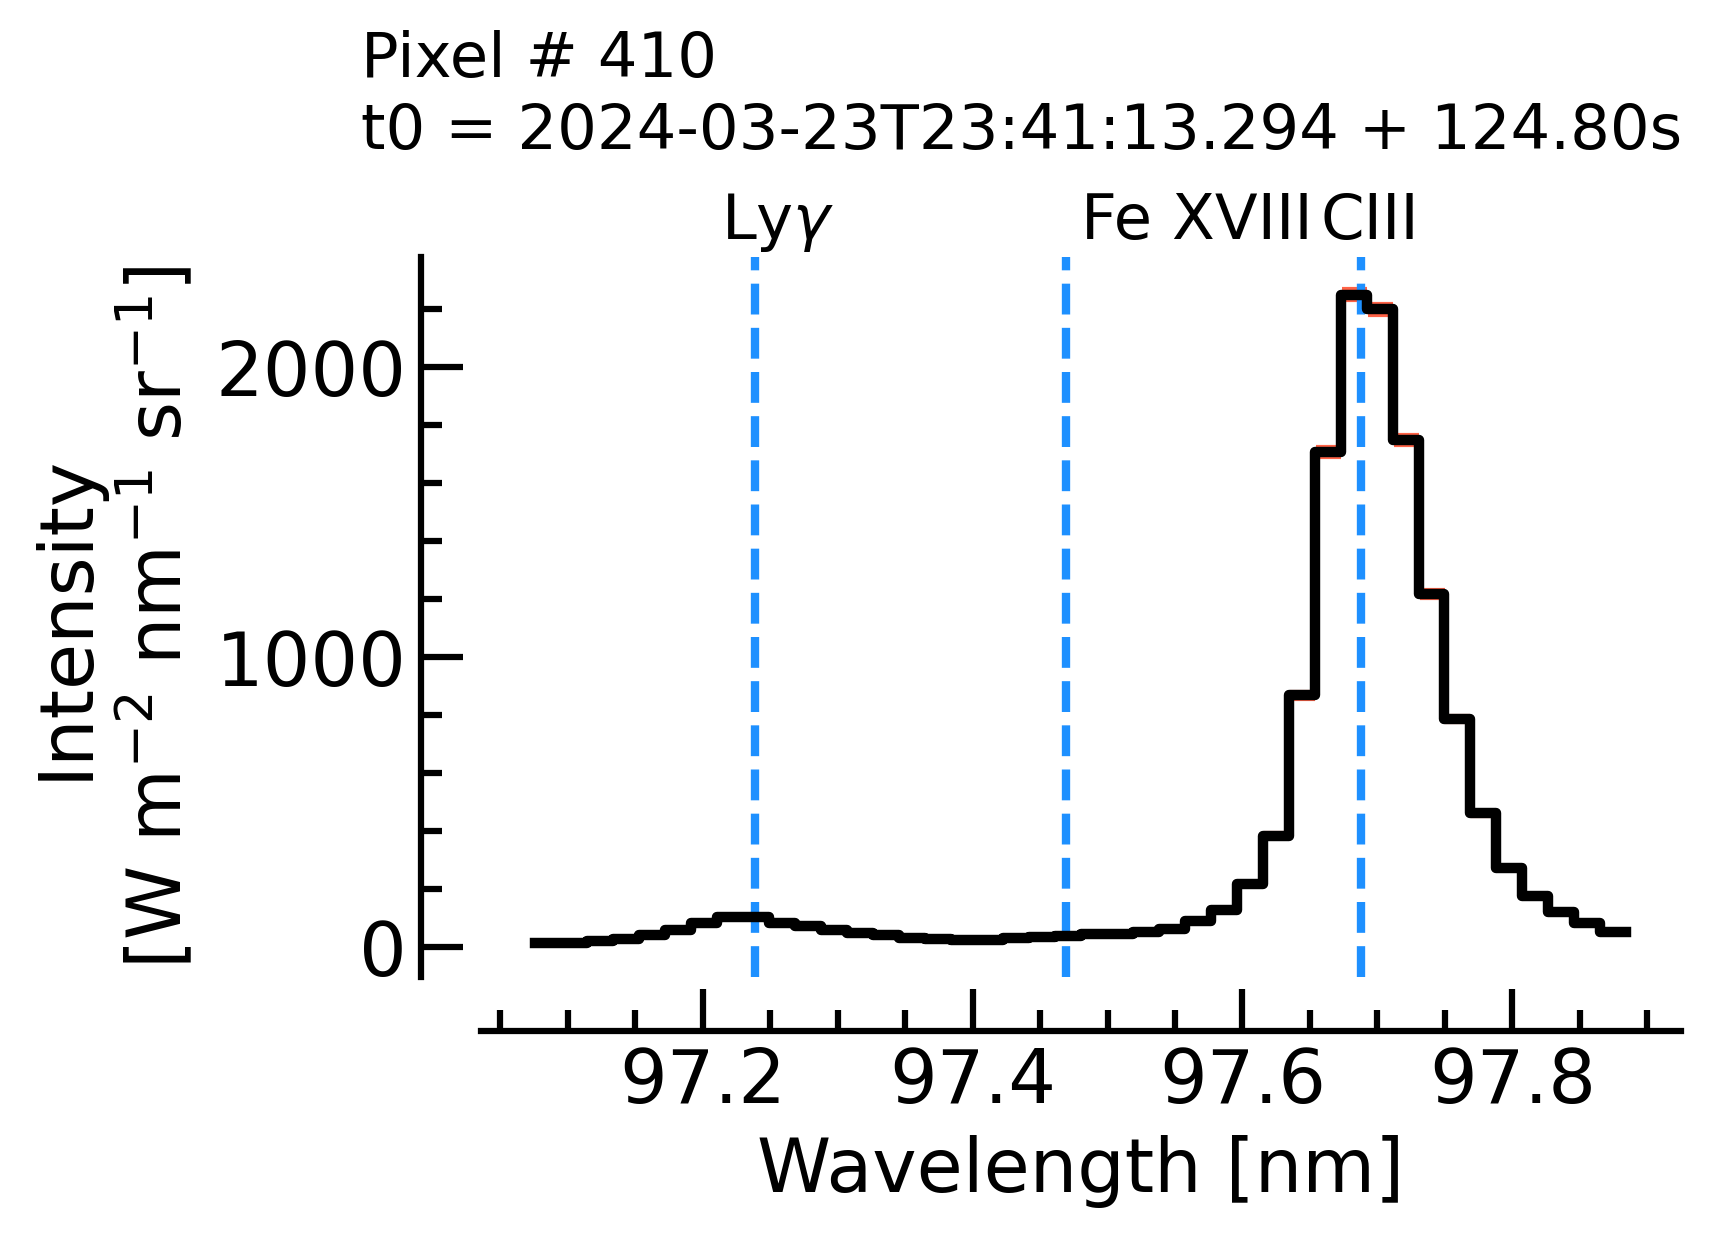 Pixel # 410
t0 = 2024-03-23T23:41:13.294 + 124.80s
Lyγ Fe XVIII CIII
Intensity
[W m⁻² nm⁻¹ sr⁻¹]
2000
1000
0
97.2 97.4 97.6 97.8
Wavelength [nm]